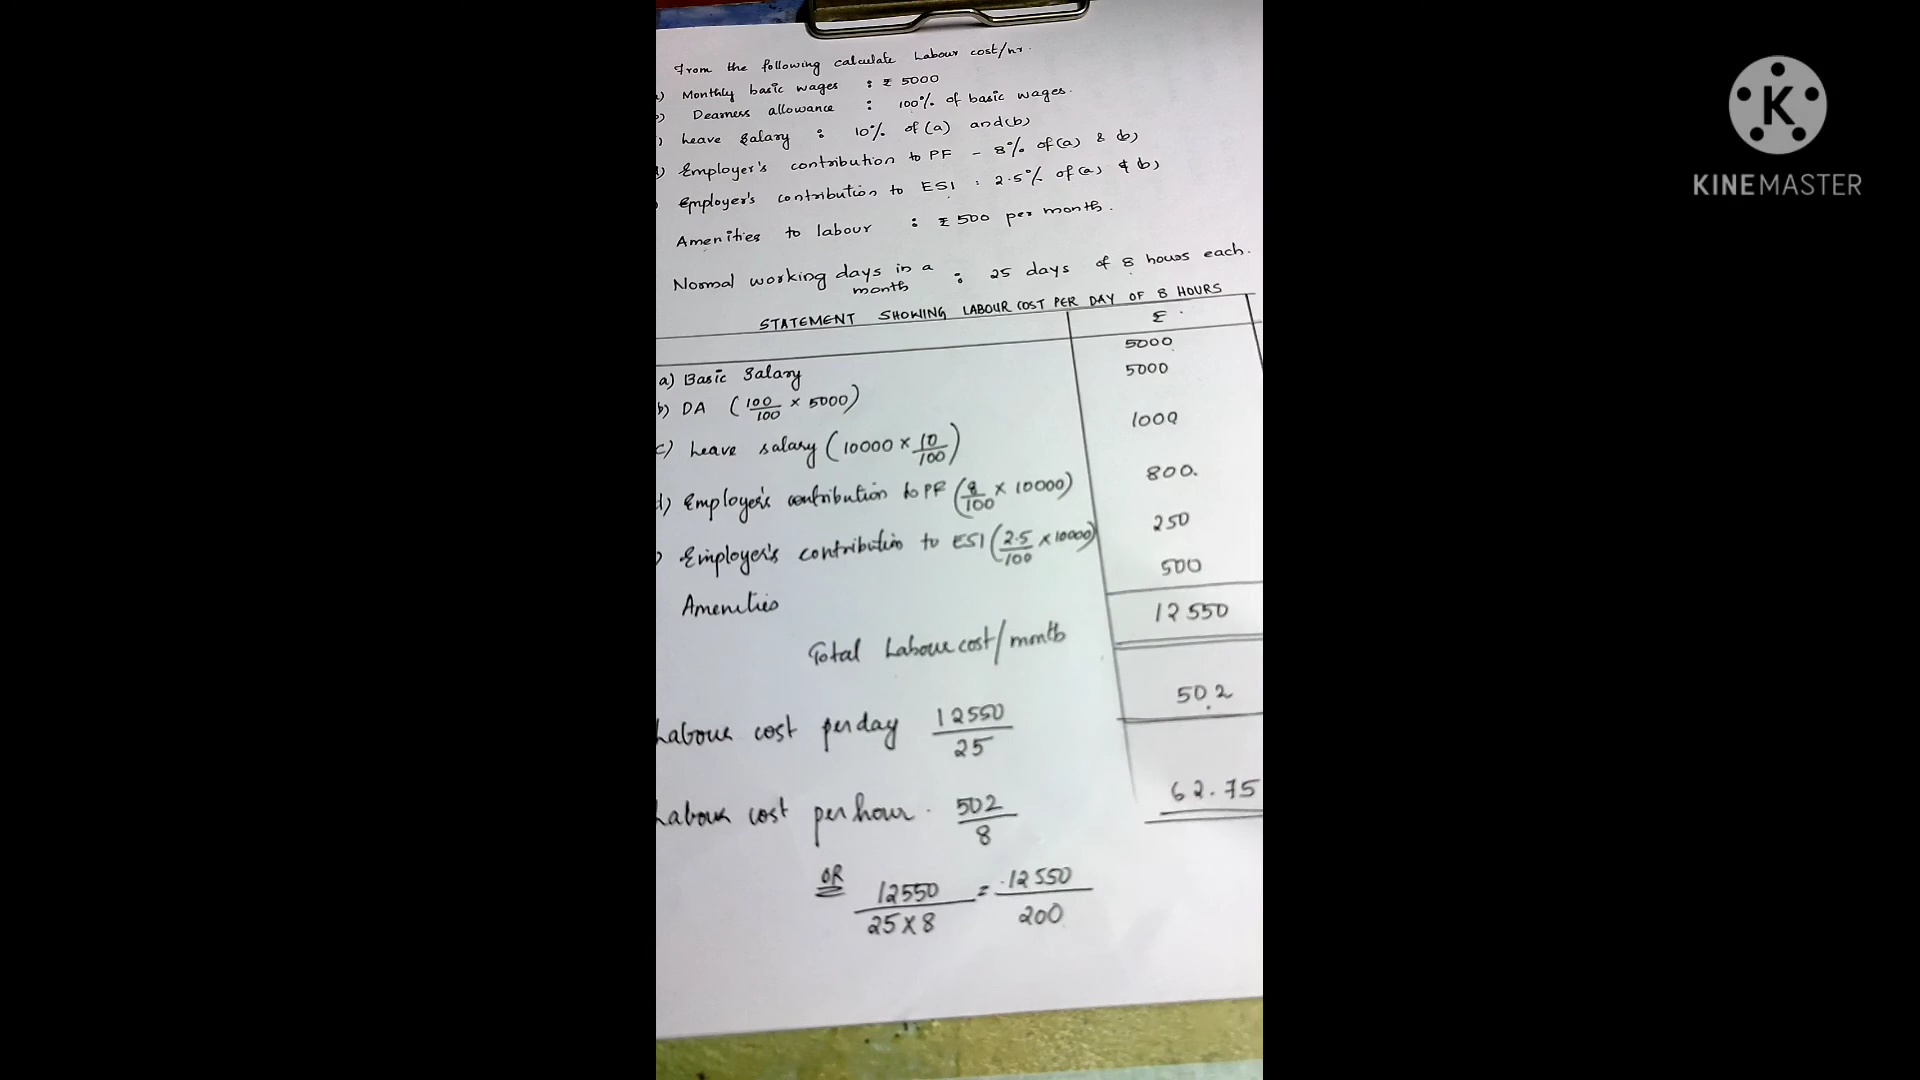 From the following calculate Labour cost/hr.
) Monthly basic wages : ₹ 5000
) Dearness allowance : 100% of basic wages.
) Leave Salary : 10% of (a) and (b)
) Employer's contribution to PF - 8% of (a) & b)
) Employer's contribution to ESI : 2.5% of (a) & b)
Amenities to labour : ₹ 500 per month.
Normal working days in a month : 25 days of 8 hours each.
STATEMENT SHOWING LABOUR COST PER DAY OF 8 HOURS
₹
a) Basic Salary 5000
b) DA (100/100 × 5000) 5000
c) Leave salary (10000 × 10/100) 1000
d) Employer's contribution to PF (8/100 × 10000) 800.
) Employer's contribution to ESI (2.5/100 × 10000) 250
Amenities 500
Total Labour cost/month 12550
Labour cost per day 12550/25 502
Labour cost per hour. 502/8 62.75
OR 12550/25×8 = 12550/200
K
KINEMASTER